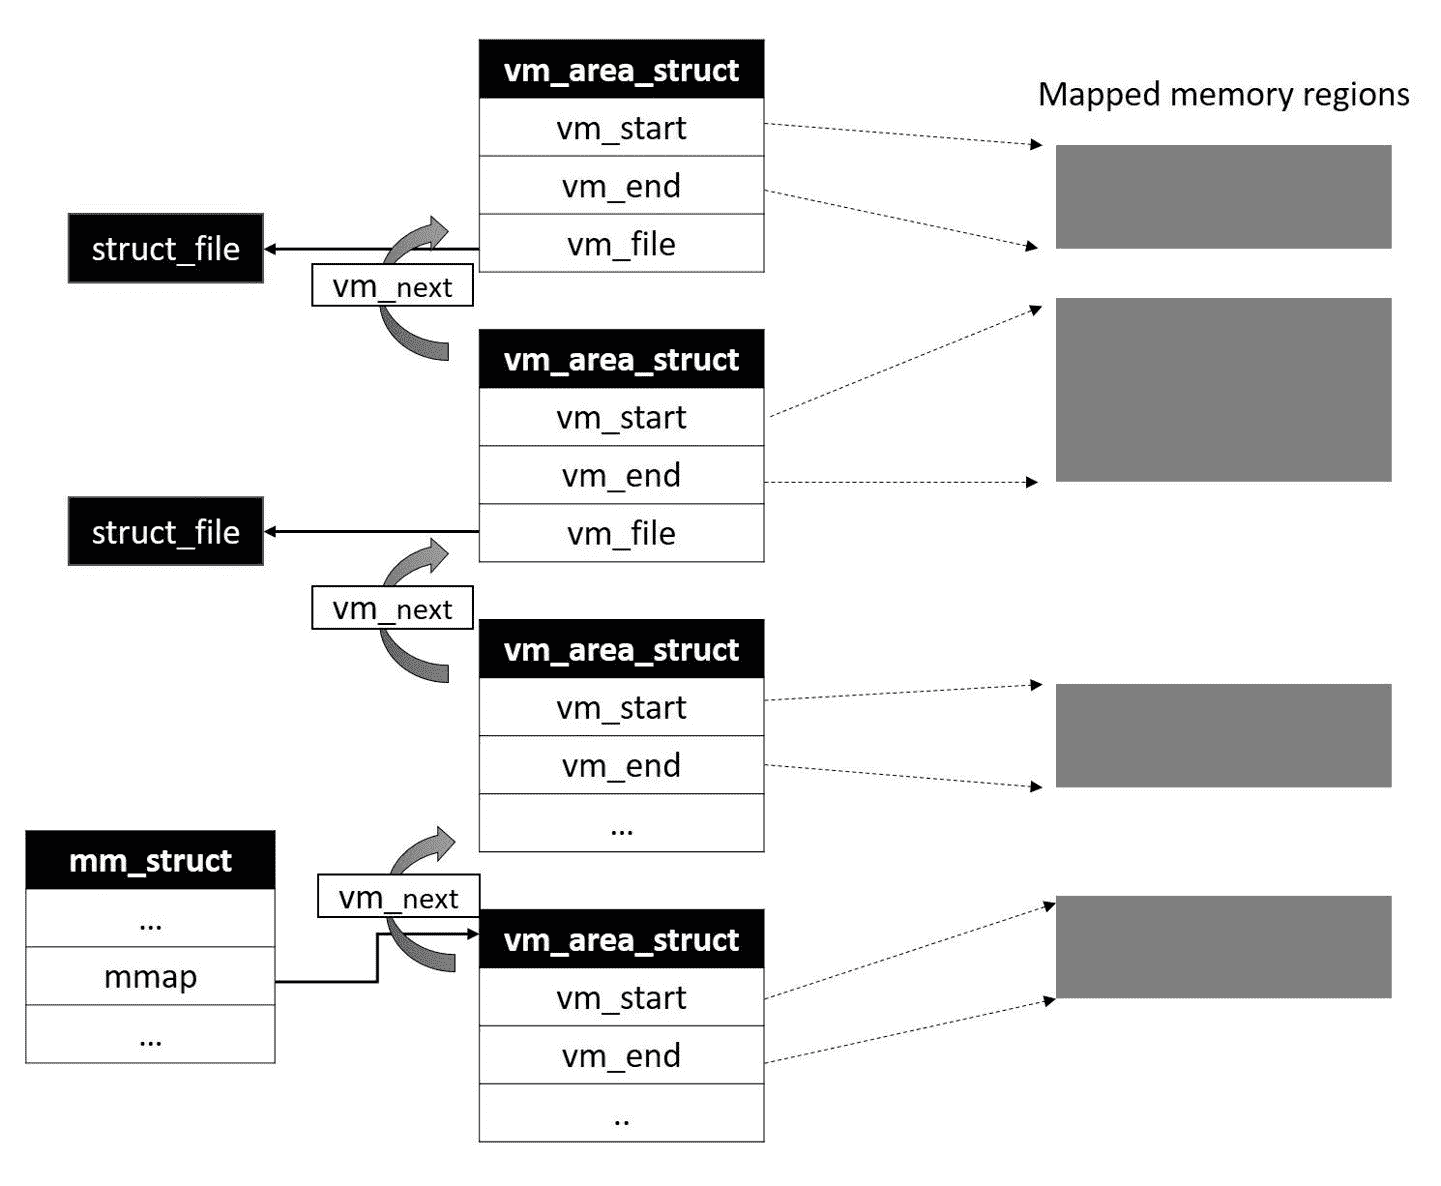 vm_area_struct
vm_start
vm_end
vm_file
Mapped memory regions
struct_file
vm_next
vm_area_struct
vm_start
vm_end
vm_file
struct_file
vm_next
vm_area_struct
vm_start
vm_end
...
mm_struct
...
mmap
...
vm_next
vm_area_struct
vm_start
vm_end
..